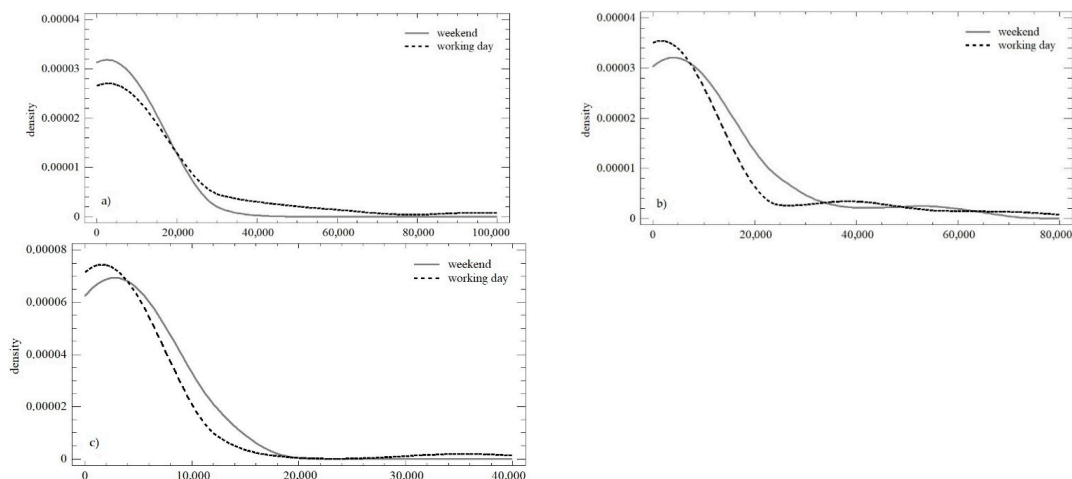 0.00004
weekend
working day
0.00003
density
0.00002
0.00001
a)
0
0 20,000 40,000 60,000 80,000 100,000
0.00004
weekend
working day
0.00003
density
0.00002
0.00001
b)
0
0 20,000 40,000 60,000 80,000
0,00008
weekend
working day
0.00006
density
0.00004
0.00002
c)
0
0 10,000 20,000 30,000 40,000